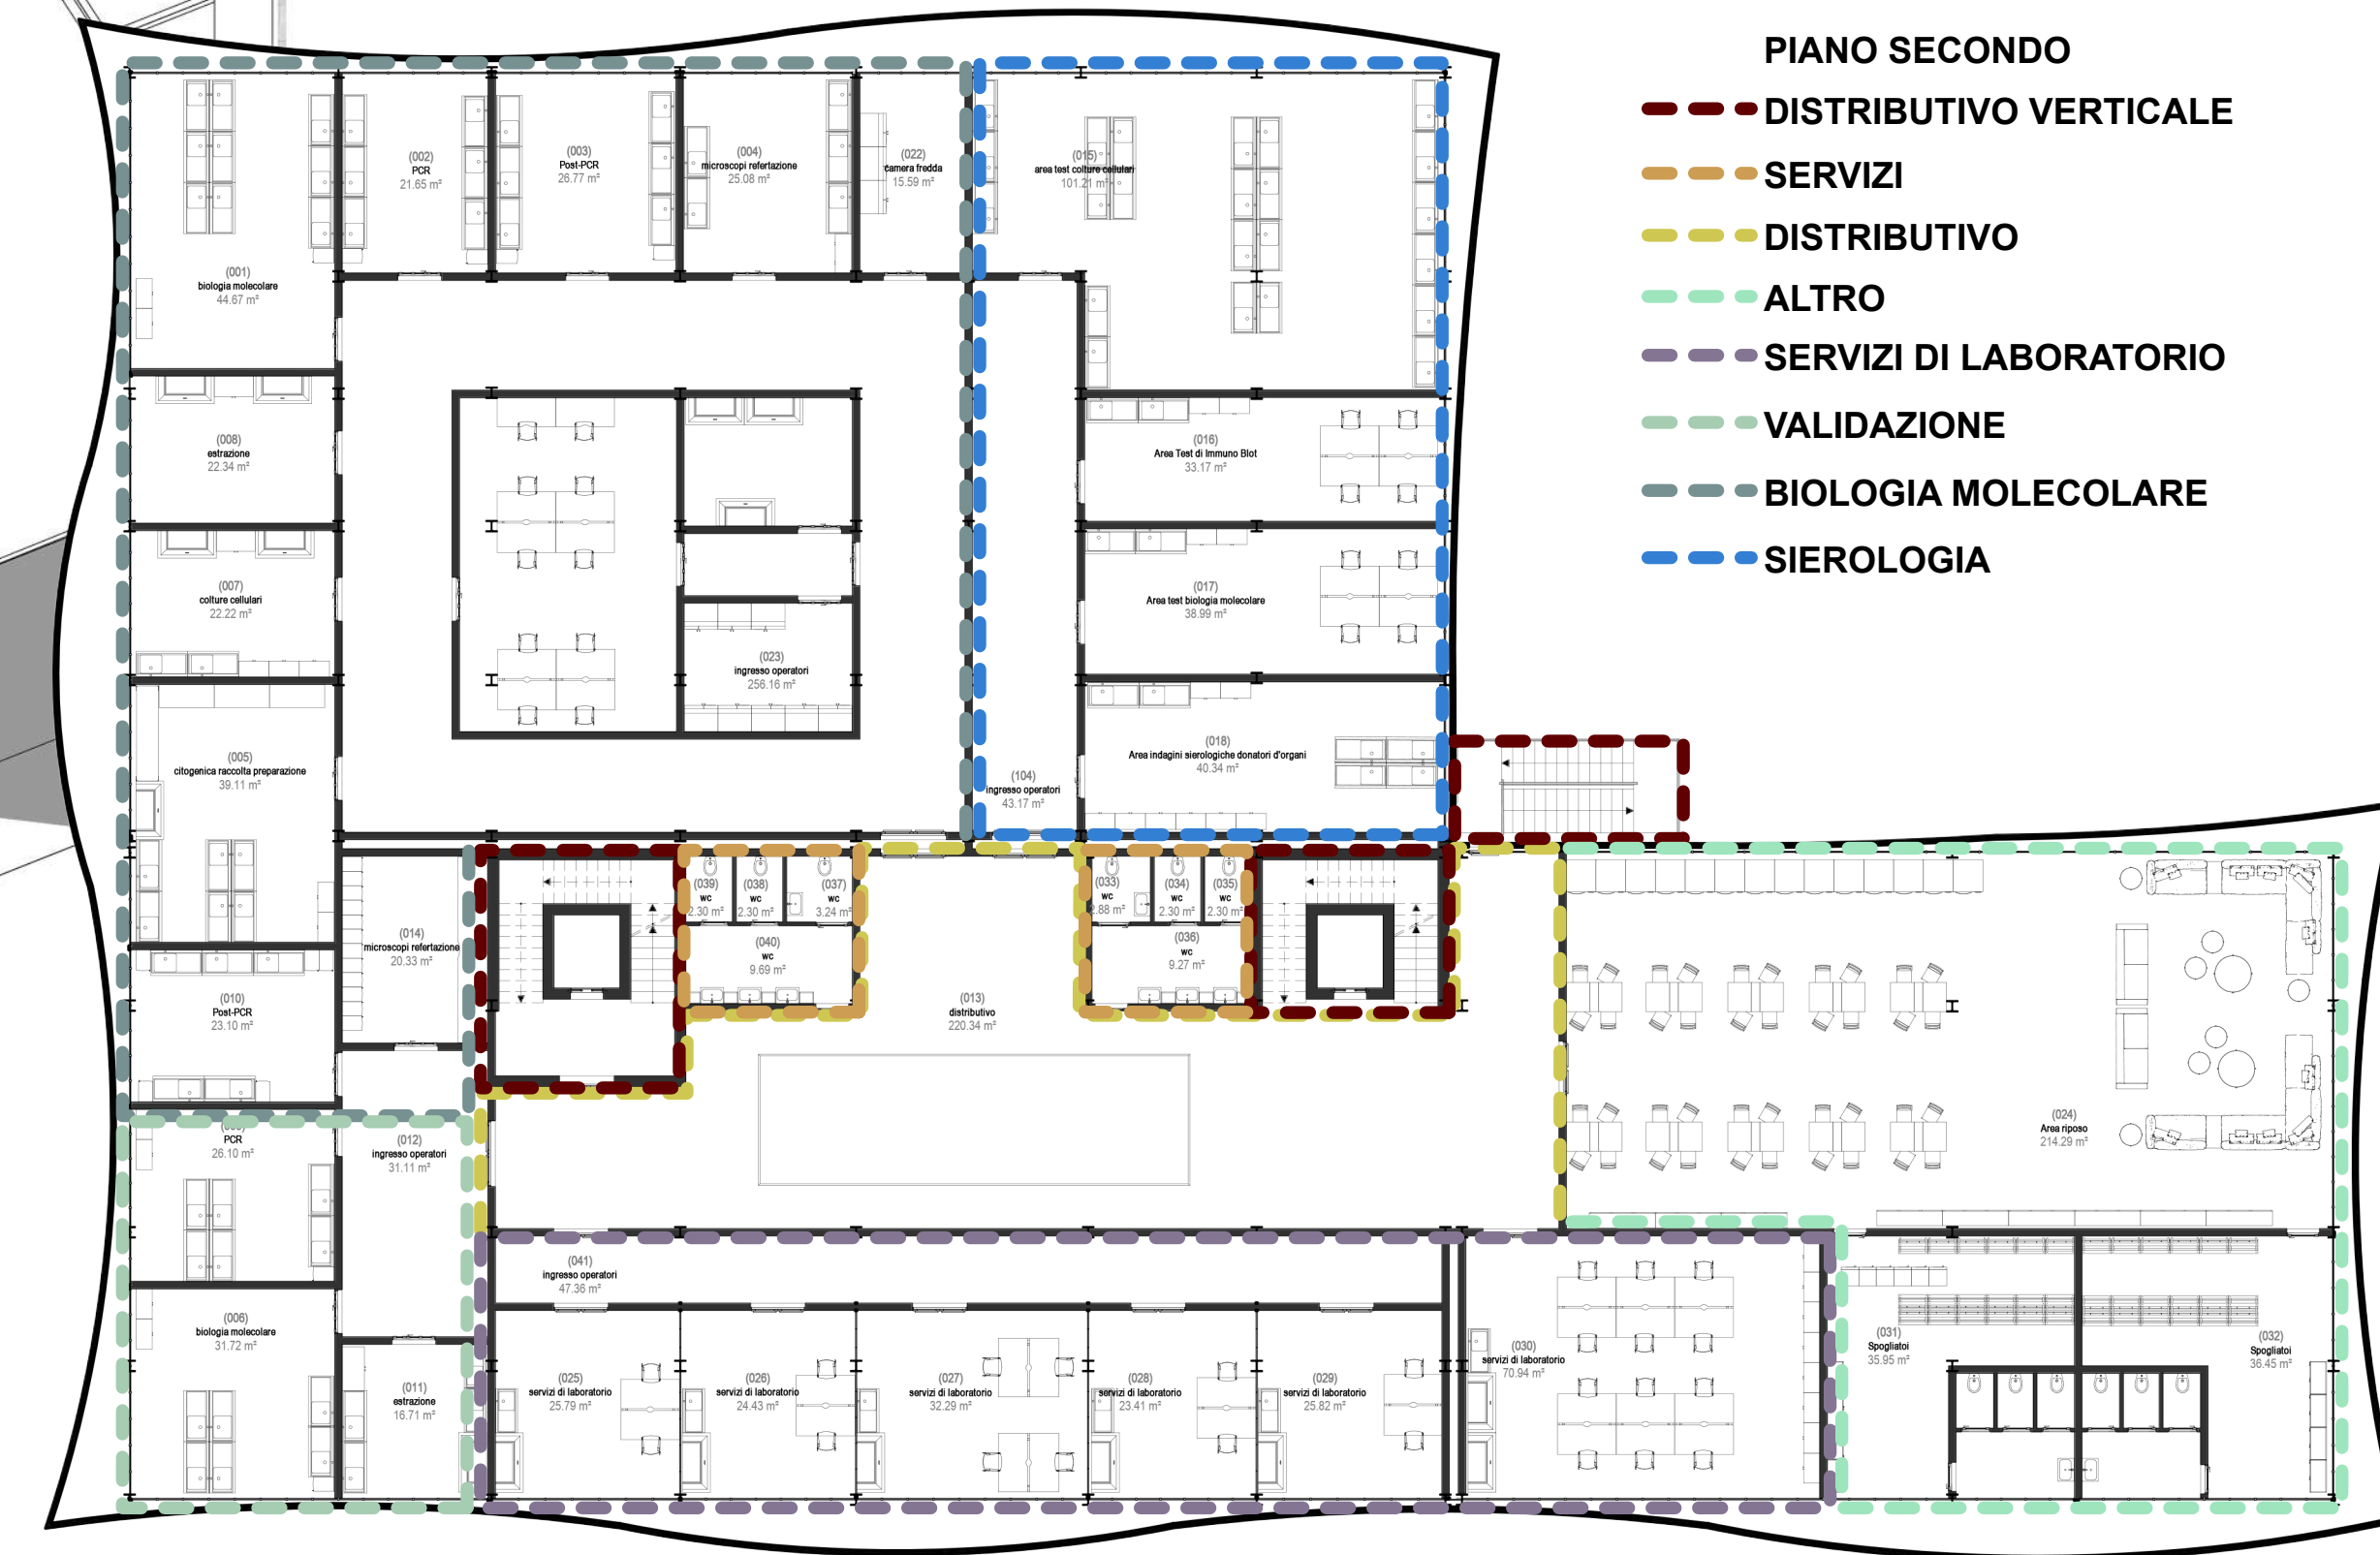 PIANO SECONDO
DISTRIBUTIVO VERTICALE
SERVIZI
DISTRIBUTIVO
ALTRO
SERVIZI DI LABORATORIO
VALIDAZIONE
BIOLOGIA MOLECOLARE
SIEROLOGIA
(001)
biologia molecolare
44.67 m²
(002)
PCR
21.65 m²
(003)
Post-PCR
26.77 m²
(004)
microscopi refertazione
25.08 m²
(022)
camera fredda
15.59 m²
(015)
area test colture cellulari
101.21 m²
(008)
estrazione
22.34 m²
(016)
Area Test di Immuno Blot
33.17 m²
(007)
colture cellulari
22.22 m²
(017)
Area test biologia molecolare
38.99 m²
(023)
ingresso operatori
256.16 m²
(005)
citogenica raccolta preparazione
39.11 m²
(018)
Area indagini sierologiche donatori d'organi
40.34 m²
(104)
ingresso operatori
43.17 m²
(039)
wc
2.30 m²
(038)
wc
2.30 m²
(037)
wc
3.24 m²
(033)
wc
2.88 m²
(034)
wc
2.30 m²
(035)
wc
2.30 m²
(014)
microscopi refertazione
20.33 m²
(040)
wc
9.69 m²
(036)
wc
9.27 m²
(010)
Post-PCR
23.10 m²
(013)
distributivo
220.34 m²
(024)
Area riposo
214.29 m²
PCR
26.10 m²
(012)
ingresso operatori
31.11 m²
(041)
ingresso operatori
47.36 m²
(006)
biologia molecolare
31.72 m²
(011)
estrazione
16.71 m²
(025)
servizi di laboratorio
25.79 m²
(026)
servizi di laboratorio
24.43 m²
(027)
servizi di laboratorio
32.29 m²
(028)
servizi di laboratorio
23.41 m²
(029)
servizi di laboratorio
25.82 m²
(030)
servizi di laboratorio
70.94 m²
(031)
Spogliatoi
35.95 m²
(032)
Spogliatoi
36.45 m²